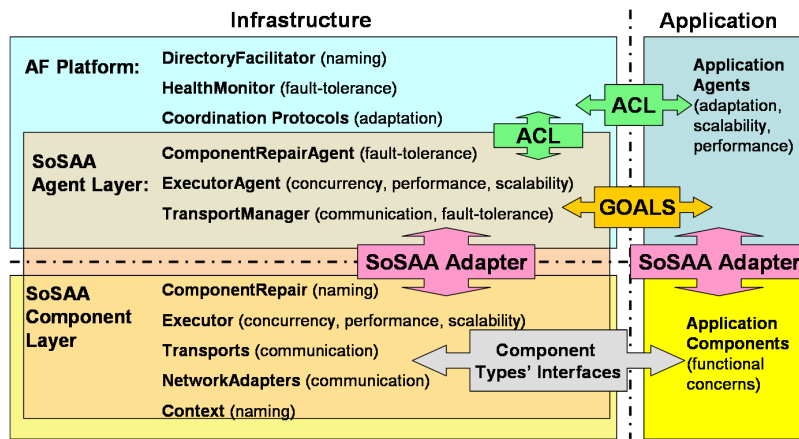 Infrastructure
Application
AF Platform:
DirectoryFacilitator (naming)
HealthMonitor (fault-tolerance)
Coordination Protocols (adaptation)
ACL
ACL
Application
Agents
(adaptation,
scalability,
performance)
SoSAA
Agent Layer:
ComponentRepairAgent (fault-tolerance)
ExecutorAgent (concurrency, performance, scalability)
TransportManager (communication, fault-tolerance)
GOALS
SoSAA Adapter
SoSAA Adapter
SoSAA
Component
Layer
ComponentRepair (naming)
Executor (concurrency, performance, scalability)
Transports (communication)
NetworkAdapters (communication)
Context (naming)
Component
Types' Interfaces
Application
Components
(functional
concerns)